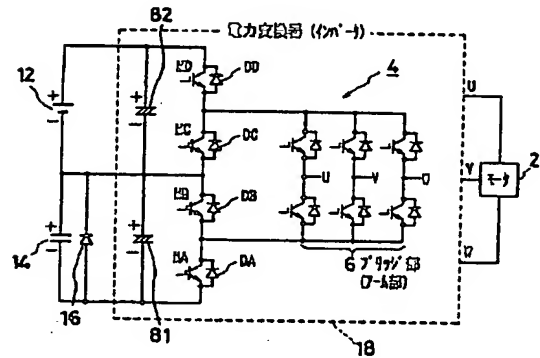 82
電力変換器(インバータ)
12
+
−
+
−
ED
DD
4
EC
DC
U
EB
DB
U
V
V
モータ
2
14
+
−
16
+
−
81
EA
DA
6 ブリッジ部
(アーム部)
18